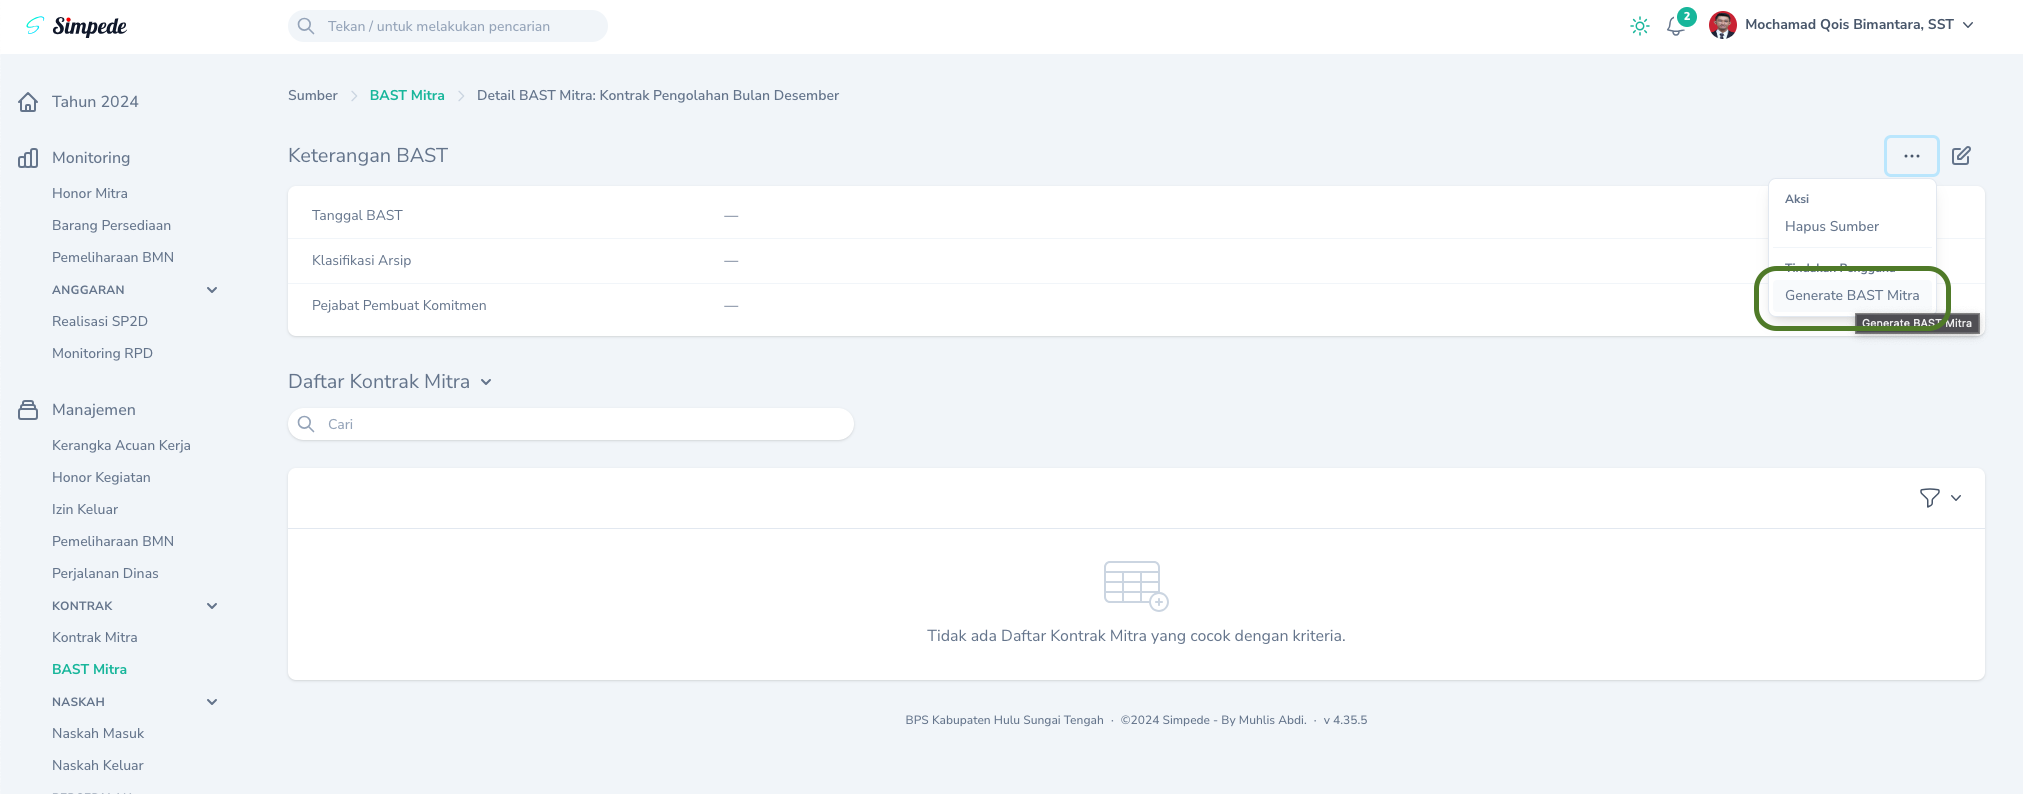 Simpede
Tekan / untuk melakukan pencarian
2
Mochamad Qois Bimantara, SST
Tahun 2024
Monitoring
Honor Mitra
Barang Persediaan
Pemeliharaan BMN
ANGGARAN
Realisasi SP2D
Monitoring RPD
Manajemen
Kerangka Acuan Kerja
Honor Kegiatan
Izin Keluar
Pemeliharaan BMN
Perjalanan Dinas
KONTRAK
Kontrak Mitra
BAST Mitra
NASKAH
Naskah Masuk
Naskah Keluar
Sumber > BAST Mitra > Detail BAST Mitra: Kontrak Pengolahan Bulan Desember
Keterangan BAST
Tanggal BAST —
Klasifikasi Arsip —
Pejabat Pembuat Komitmen —
Aksi
Hapus Sumber
Tindakan Pengguna
Generate BAST Mitra
Generate BAST Mitra
Daftar Kontrak Mitra
Cari
Tidak ada Daftar Kontrak Mitra yang cocok dengan kriteria.
BPS Kabupaten Hulu Sungai Tengah · ©2024 Simpede - By Muhlis Abdi. · v 4.35.5